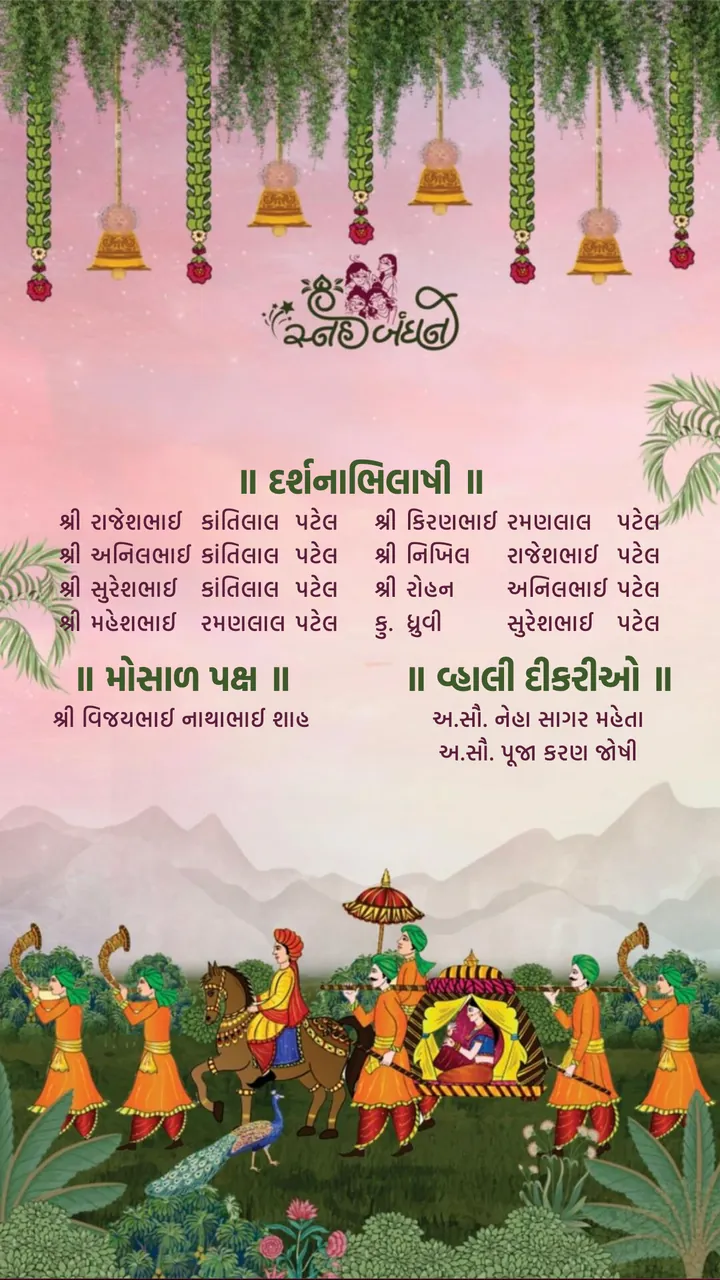 સ્નેહ બંધન
॥ દર્શનાભિલાષી ॥
શ્રી રાજેશભાઈ કાંતિલાલ પટેલ
શ્રી અનિલભાઈ કાંતિલાલ પટેલ
શ્રી સુરેશભાઈ કાંતિલાલ પટેલ
શ્રી મહેશભાઈ રમણલાલ પટેલ
શ્રી કિરણભાઈ રમણલાલ પટેલ
શ્રી નિખિલ રાજેશભાઈ પટેલ
શ્રી રોહન અનિલભાઈ પટેલ
કુ. ધ્રુવી સુરેશભાઈ પટેલ
॥ મોસાળ પક્ષ ॥
શ્રી વિજયભાઈ નાથાભાઈ શાહ
॥ વ્હાલી દીકરીઓ ॥
અ.સૌ. નેહા સાગર મહેતા
અ.સૌ. પૂજા કરણ જોષી